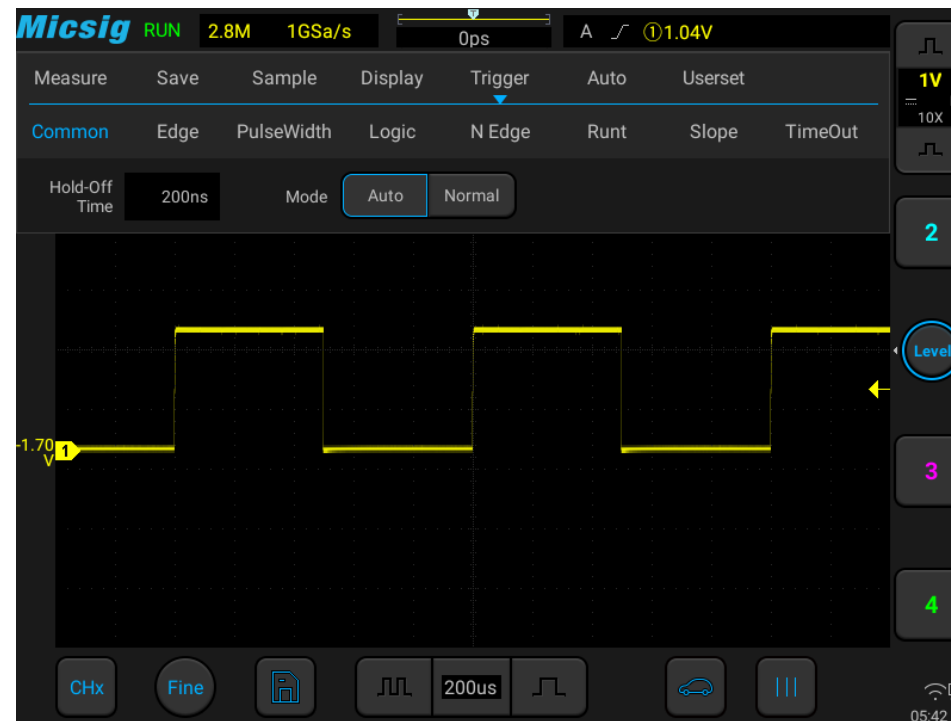 Micsig RUN 2.8M 1GSa/s 0ps A ①1.04V
Measure Save Sample Display Trigger Auto Userset
1V
10X
Common Edge PulseWidth Logic N Edge Runt Slope TimeOut
Hold-Off
Time 200ns Mode Auto Normal
2
Level
-1.70
V 1
3
4
CHx Fine 200us
05:42